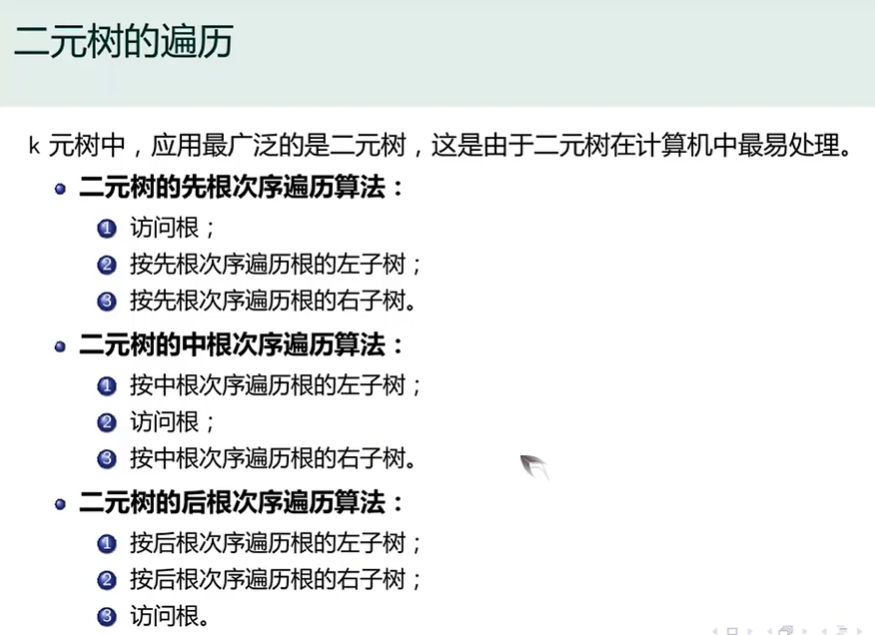 二元树的遍历
k 元树中，应用最广泛的是二元树，这是由于二元树在计算机中最易处理。
二元树的先根次序遍历算法：
1 访问根；
2 按先根次序遍历根的左子树；
3 按先根次序遍历根的右子树。
二元树的中根次序遍历算法：
1 按中根次序遍历根的左子树；
2 访问根；
3 按中根次序遍历根的右子树。
二元树的后根次序遍历算法：
1 按后根次序遍历根的左子树；
2 按后根次序遍历根的右子树；
3 访问根。